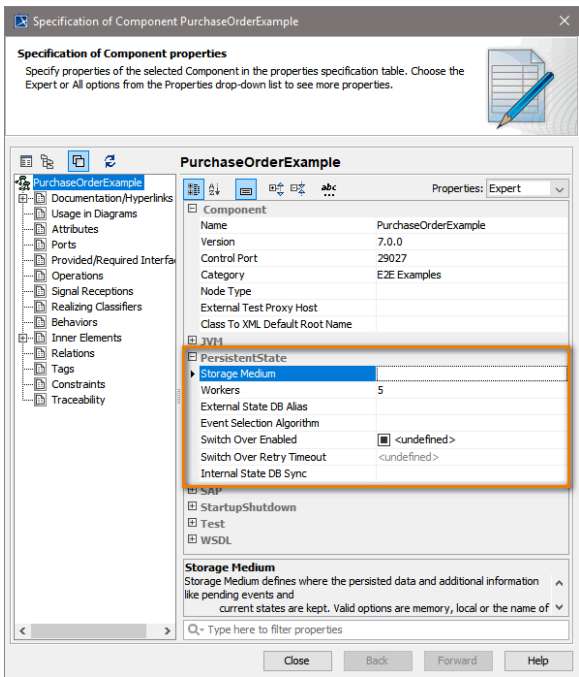 Specification of Component PurchaseOrderExample
Specification of Component properties
Specify properties of the selected Component in the properties specification table. Choose the
Expert or All options from the Properties drop-down list to see more properties.
PurchaseOrderExample
Documentation/Hyperlinks
Usage in Diagrams
Attributes
Ports
Provided/Required Interfa
Operations
Signal Receptions
Realizing Classifiers
Behaviors
Inner Elements
Relations
Tags
Constraints
Traceability
PurchaseOrderExample
abc Properties: Expert
Component
Name PurchaseOrderExample
Version 7.0.0
Control Port 29027
Category E2E Examples
Node Type
External Test Proxy Host
Class To XML Default Root Name
JVM
PersistentState
Storage Medium
Workers 5
External State DB Alias
Event Selection Algorithm
Switch Over Enabled <undefined>
Switch Over Retry Timeout <undefined>
Internal State DB Sync
SAP
StartupShutdown
Test
WSDL
Storage Medium
Storage Medium defines where the persisted data and additional information
like pending events and
current states are kept. Valid options are memory, local or the name of
Type here to filter properties
Close Back Forward Help